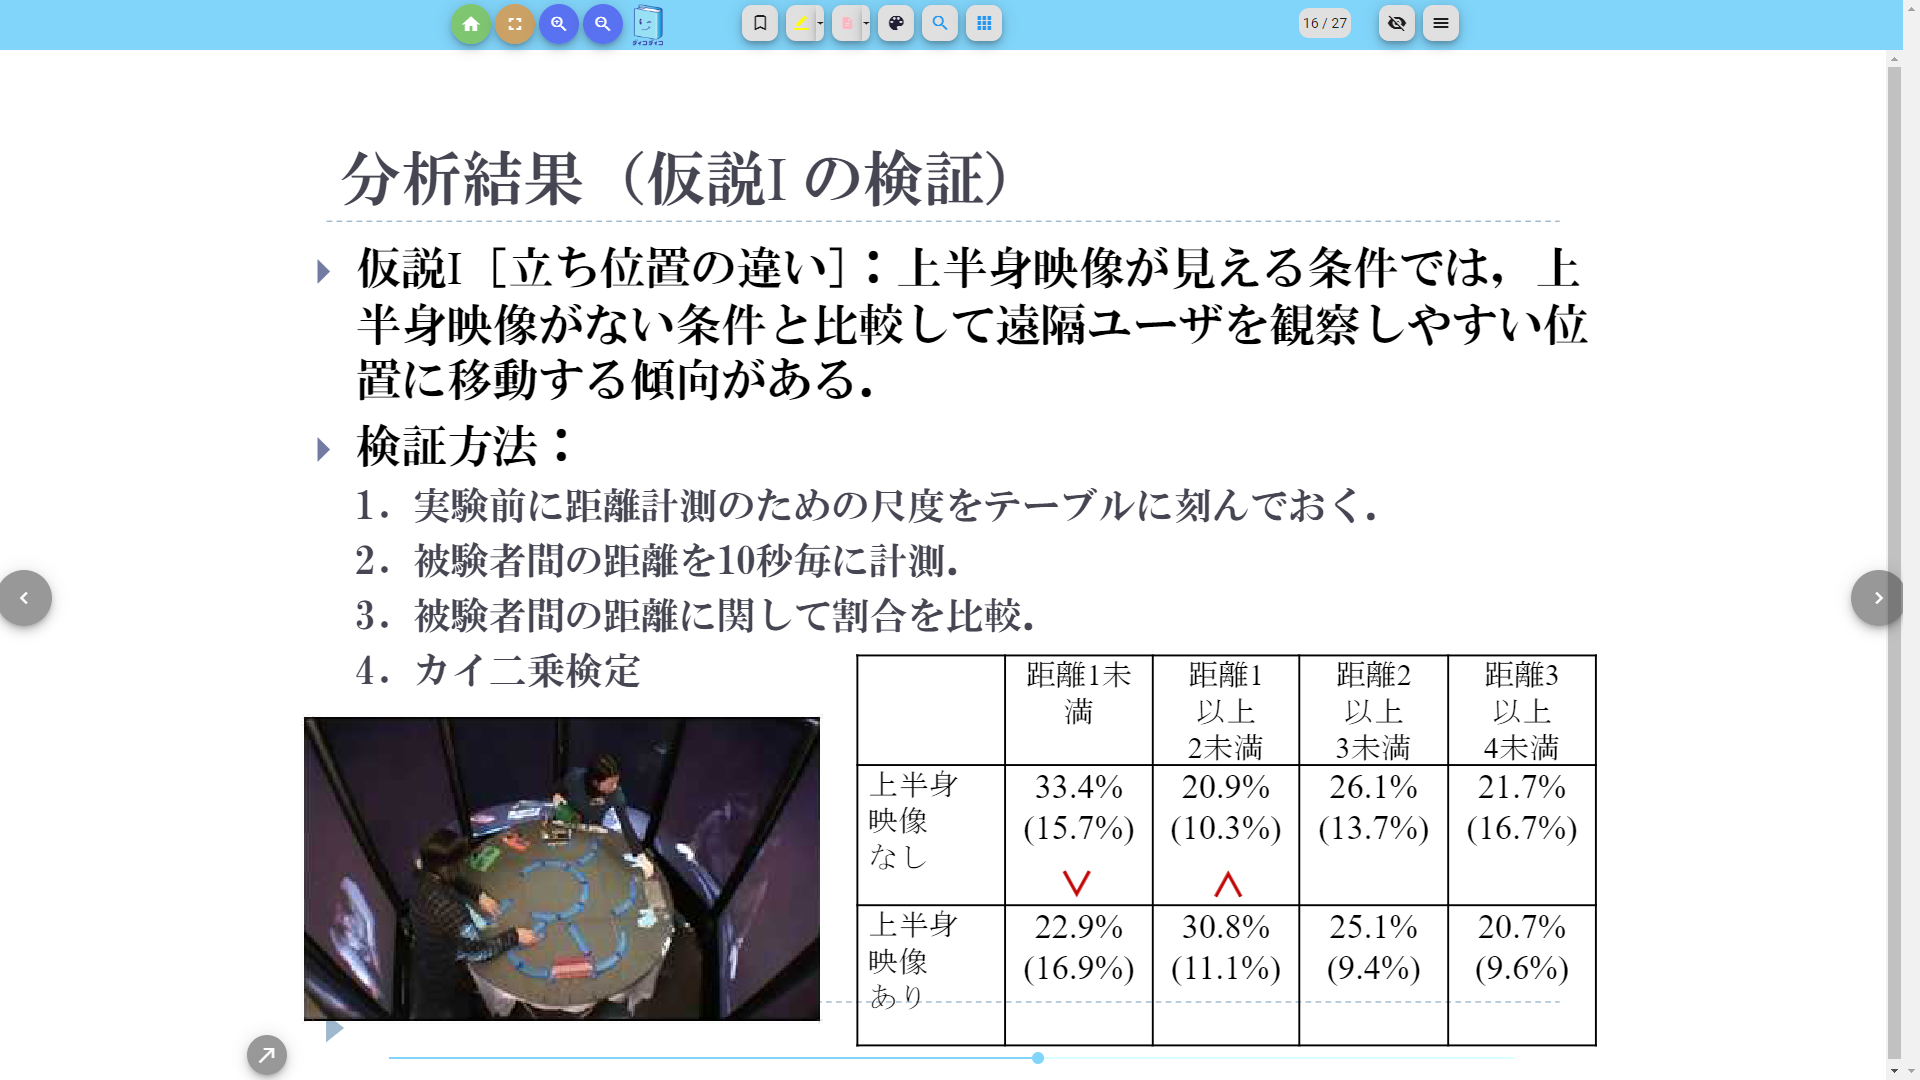 ダイコダイコ
16 / 27
分析結果（仮説I の検証）
仮説I［立ち位置の違い］：上半身映像が見える条件では，上
半身映像がない条件と比較して遠隔ユーザを観察しやすい位
置に移動する傾向がある．
検証方法：
1. 実験前に距離計測のための尺度をテーブルに刻んでおく．
2. 被験者間の距離を10秒毎に計測．
3. 被験者間の距離に関して割合を比較．
4. カイ二乗検定
距離1未
満
距離1
以上
2未満
距離2
以上
3未満
距離3
以上
4未満
上半身
映像
なし
33.4%
(15.7%)
20.9%
(10.3%)
26.1%
(13.7%)
21.7%
(16.7%)
上半身
映像
あり
22.9%
(16.9%)
30.8%
(11.1%)
25.1%
(9.4%)
20.7%
(9.6%)